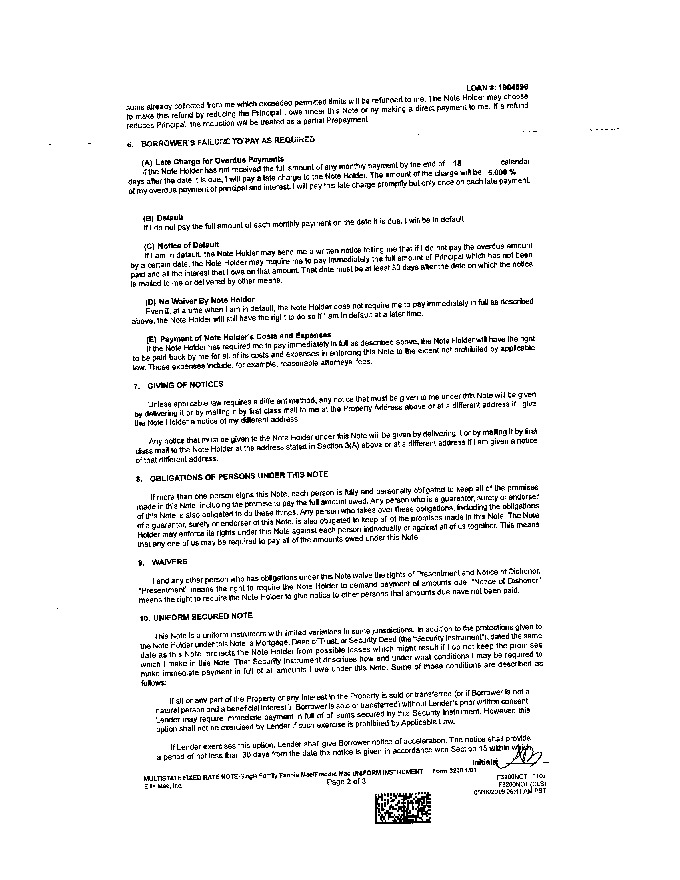 LOAN #: 1804596
sums already collected from me which exceeded permitted limits will be refunded to me. The Note Holder may choose
to make this refund by reducing the Principal I owe under this Note or by making a direct payment to me. If a refund
reduces Principal, the reduction will be treated as a partial Prepayment.
6. BORROWER'S FAILURE TO PAY AS REQUIRED
(A) Late Charge for Overdue Payments
If the Note Holder has not received the full amount of any monthly payment by the end of calendar
days after the date it is due, I will pay a late charge to the Note Holder. The amount of the charge will be 5.000 %
of my overdue payment of principal and interest. I will pay this late charge promptly but only once on each late payment.
(B) Default
If I do not pay the full amount of each monthly payment on the date it is due, I will be in default.
(C) Notice of Default
If I am in default, the Note Holder may send me a written notice telling me that if I do not pay the overdue amount
by a certain date, the Note Holder may require me to pay immediately the full amount of Principal which has not been
paid and all the interest that I owe on that amount. That date must be at least 30 days after the date on which the notice
is mailed to me or delivered by other means.
(D) No Waiver By Note Holder
Even if, at a time when I am in default, the Note Holder does not require me to pay immediately in full as described
above, the Note Holder will still have the right to do so if I am in default at a later time.
(E) Payment of Note Holder's Costs and Expenses
If the Note Holder has required me to pay immediately in full as described above, the Note Holder will have the right
to be paid back by me for all of its costs and expenses in enforcing this Note to the extent not prohibited by applicable
law. Those expenses include, for example, reasonable attorneys' fees.
7. GIVING OF NOTICES
Unless applicable law requires a different method, any notice that must be given to me under this Note will be given
by delivering it or by mailing it by first class mail to me at the Property Address above or at a different address if I give
the Note Holder a notice of my different address.
Any notice that must be given to the Note Holder under this Note will be given by delivering it or by mailing it by first
class mail to the Note Holder at the address stated in Section 3(A) above or at a different address if I am given a notice
of that different address.
8. OBLIGATIONS OF PERSONS UNDER THIS NOTE
If more than one person signs this Note, each person is fully and personally obligated to keep all of the promises
made in this Note, including the promise to pay the full amount owed. Any person who is a guarantor, surety or endorser
of this Note is also obligated to do these things. Any person who takes over these obligations, including the obligations
of a guarantor, surety or endorser of this Note, is also obligated to keep all of the promises made in this Note. The Note
Holder may enforce its rights under this Note against each person individually or against all of us together. This means
that any one of us may be required to pay all of the amounts owed under this Note.
9. WAIVERS
I and any other person who has obligations under this Note waive the rights of Presentment and Notice of Dishonor.
"Presentment" means the right to require the Note Holder to demand payment of amounts due. "Notice of Dishonor"
means the right to require the Note Holder to give notice to other persons that amounts due have not been paid.
10. UNIFORM SECURED NOTE
This Note is a uniform instrument with limited variations in some jurisdictions. In addition to the protections given to
the Note Holder under this Note, a Mortgage, Deed of Trust, or Security Deed (the "Security Instrument"), dated the same
date as this Note, protects the Note Holder from possible losses which might result if I do not keep the promises
which I make in this Note. That Security Instrument describes how and under what conditions I may be required to
make immediate payment in full of all amounts I owe under this Note. Some of those conditions are described as
follows:
If all or any part of the Property or any Interest in the Property is sold or transferred (or if Borrower is not a
natural person and a beneficial interest in Borrower is sold or transferred) without Lender's prior written consent,
Lender may require immediate payment in full of all sums secured by this Security Instrument. However, this
option shall not be exercised by Lender if such exercise is prohibited by Applicable Law.
If Lender exercises this option, Lender shall give Borrower notice of acceleration. The notice shall provide
a period of not less than 30 days from the date the notice is given in accordance with Section 15 within which
Initials:
MULTISTATE FIXED RATE NOTE-Single Family-Fannie Mae/Freddie Mac UNIFORM INSTRUMENT Form 3200 1/01
Ellie Mae, Inc. Page 2 of 3
F3200NOT
F3200NOT (CLS)